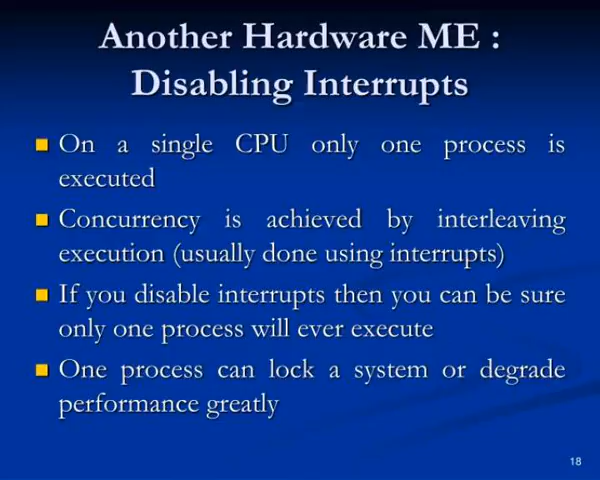 Another Hardware ME :
Disabling Interrupts
On a single CPU only one process is
executed
Concurrency is achieved by interleaving
execution (usually done using interrupts)
If you disable interrupts then you can be sure
only one process will ever execute
One process can lock a system or degrade
performance greatly
18